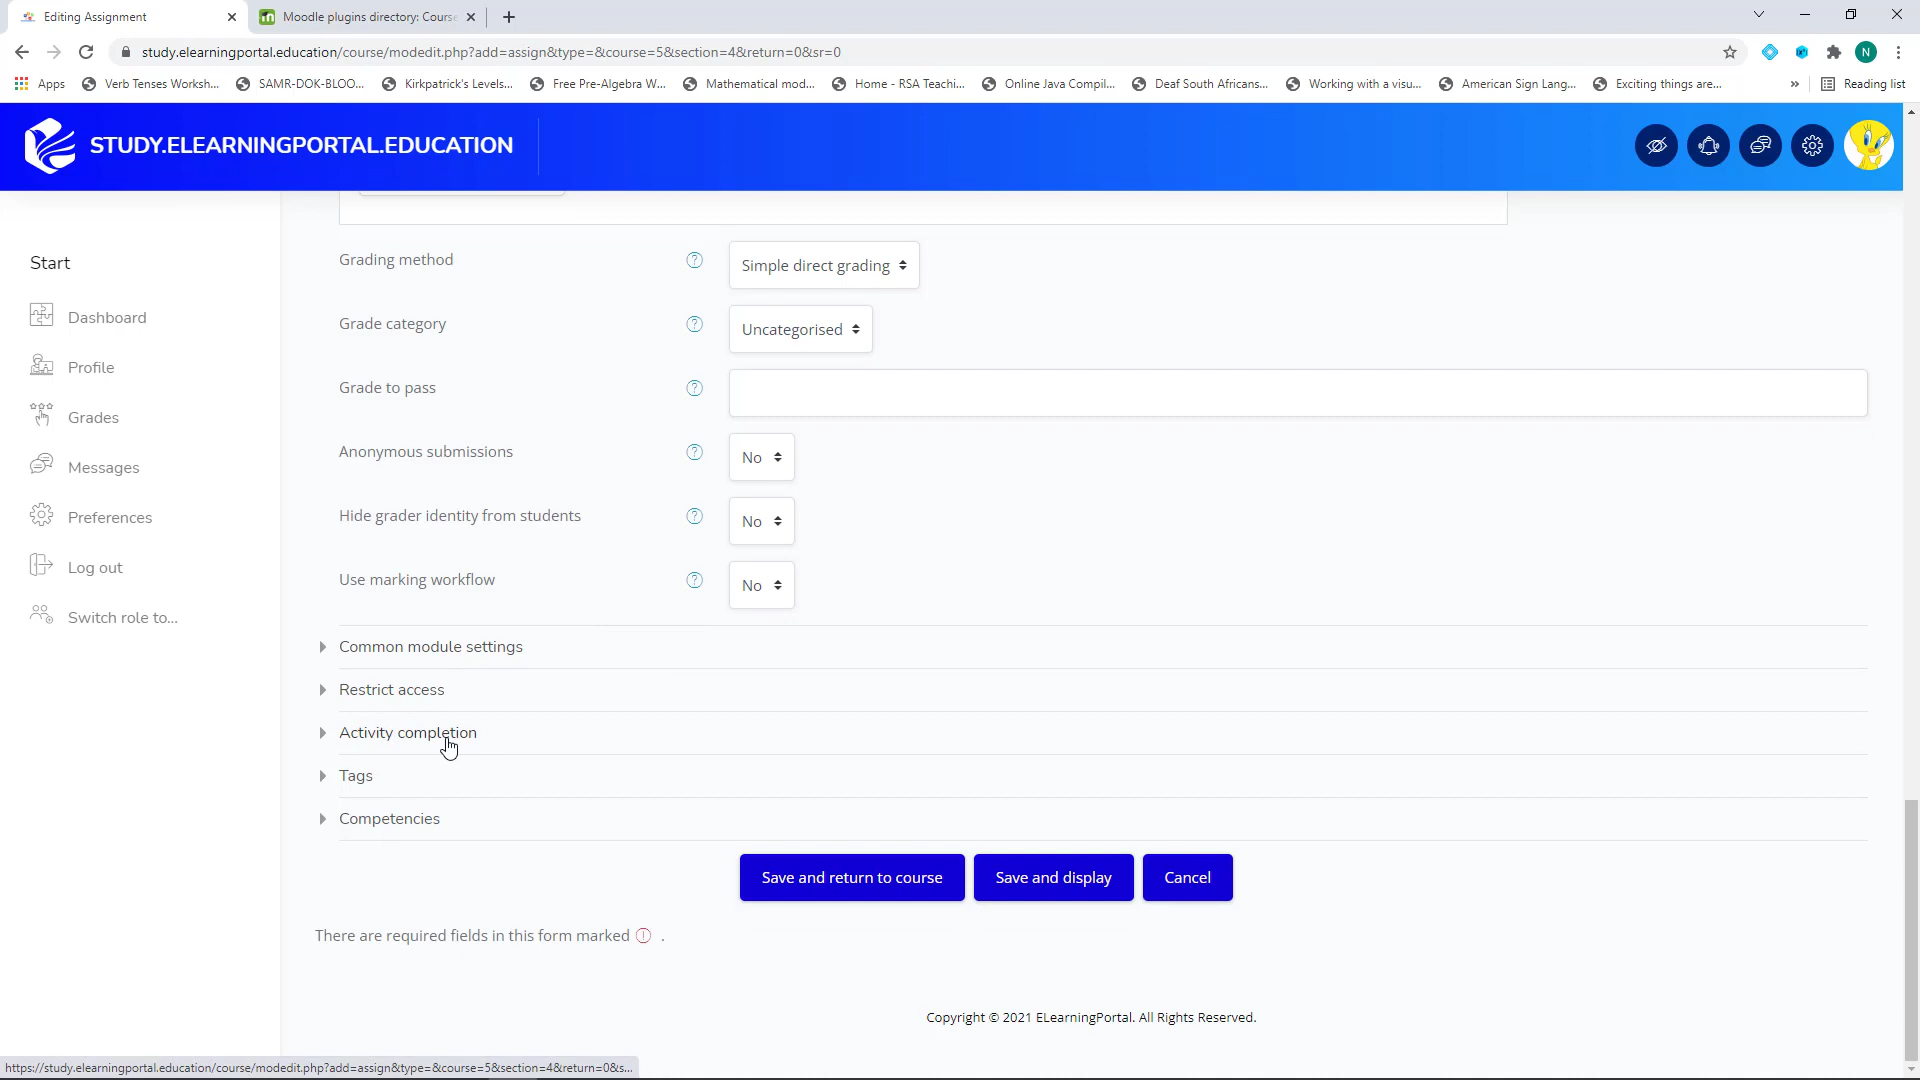 Editing Assignment
Moodle plugins directory: Course
study.elearningportal.education/course/modedit.php?add=assign&type=&course=5&section=4&return=0&sr=0
N
Apps
Verb Tenses Worksh...
SAMR-DOK-BLOO...
Kirkpatrick's Levels...
Free Pre-Algebra W...
Mathematical mod...
Home - RSA Teachi...
Online Java Compil...
Deaf South Africans...
Working with a visu...
American Sign Lang...
Exciting things are...
»
Reading list
STUDY.ELEARNINGPORTAL.EDUCATION
Start
Dashboard
Profile
Grades
Messages
Preferences
Log out
Switch role to...
Grading method
Simple direct grading
Grade category
Uncategorised
Grade to pass
Anonymous submissions
No
Hide grader identity from students
No
Use marking workflow
No
Common module settings
Restrict access
Activity completion
Tags
Competencies
Save and return to course
Save and display
Cancel
There are required fields in this form marked .
Copyright © 2021 ELearningPortal. All Rights Reserved.
https://study.elearningportal.education/course/modedit.php?add=assign&type=&course=5&section=4&return=0&s...